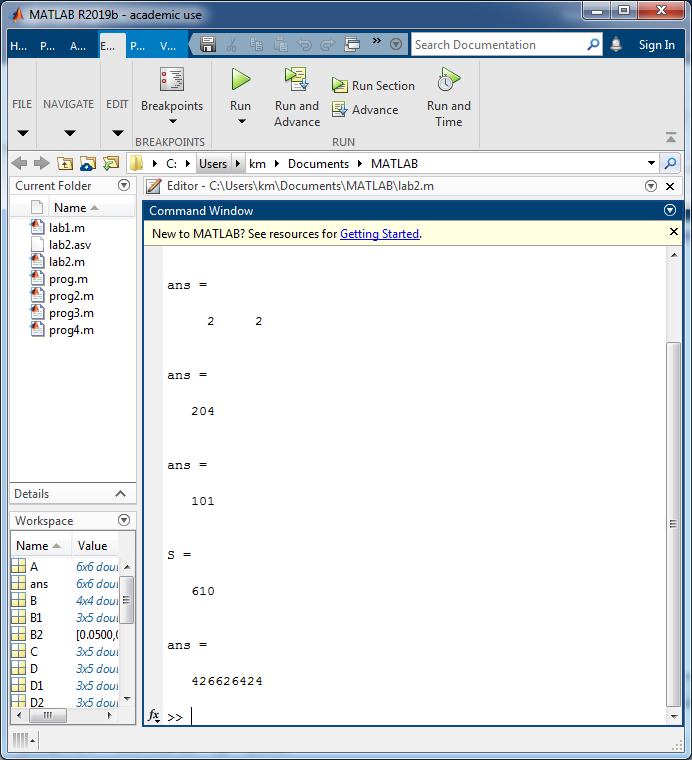 MATLAB R2019b - academic use
H... P... A... E... P... V... Search Documentation Sign In
FILE NAVIGATE EDIT Breakpoints Run Run and Advance Run Section Advance Run and Time
BREAKPOINTS RUN
C: Users km Documents MATLAB
Current Folder
Name
lab1.m
lab2.asv
lab2.m
prog.m
prog2.m
prog3.m
prog4.m
Details
Workspace
Name Value
A 6x6 doul
ans 6x6 doul
B 4x4 doul
B1 3x5 doul
B2 [0.0500,0
C 3x5 doul
D 3x5 doul
D1 3x5 doul
D2 3x5 doul
Editor - C:\Users\km\Documents\MATLAB\lab2.m
Command Window
New to MATLAB? See resources for Getting Started.
ans =
2 2
ans =
204
ans =
101
S =
610
ans =
426626424
fx >>